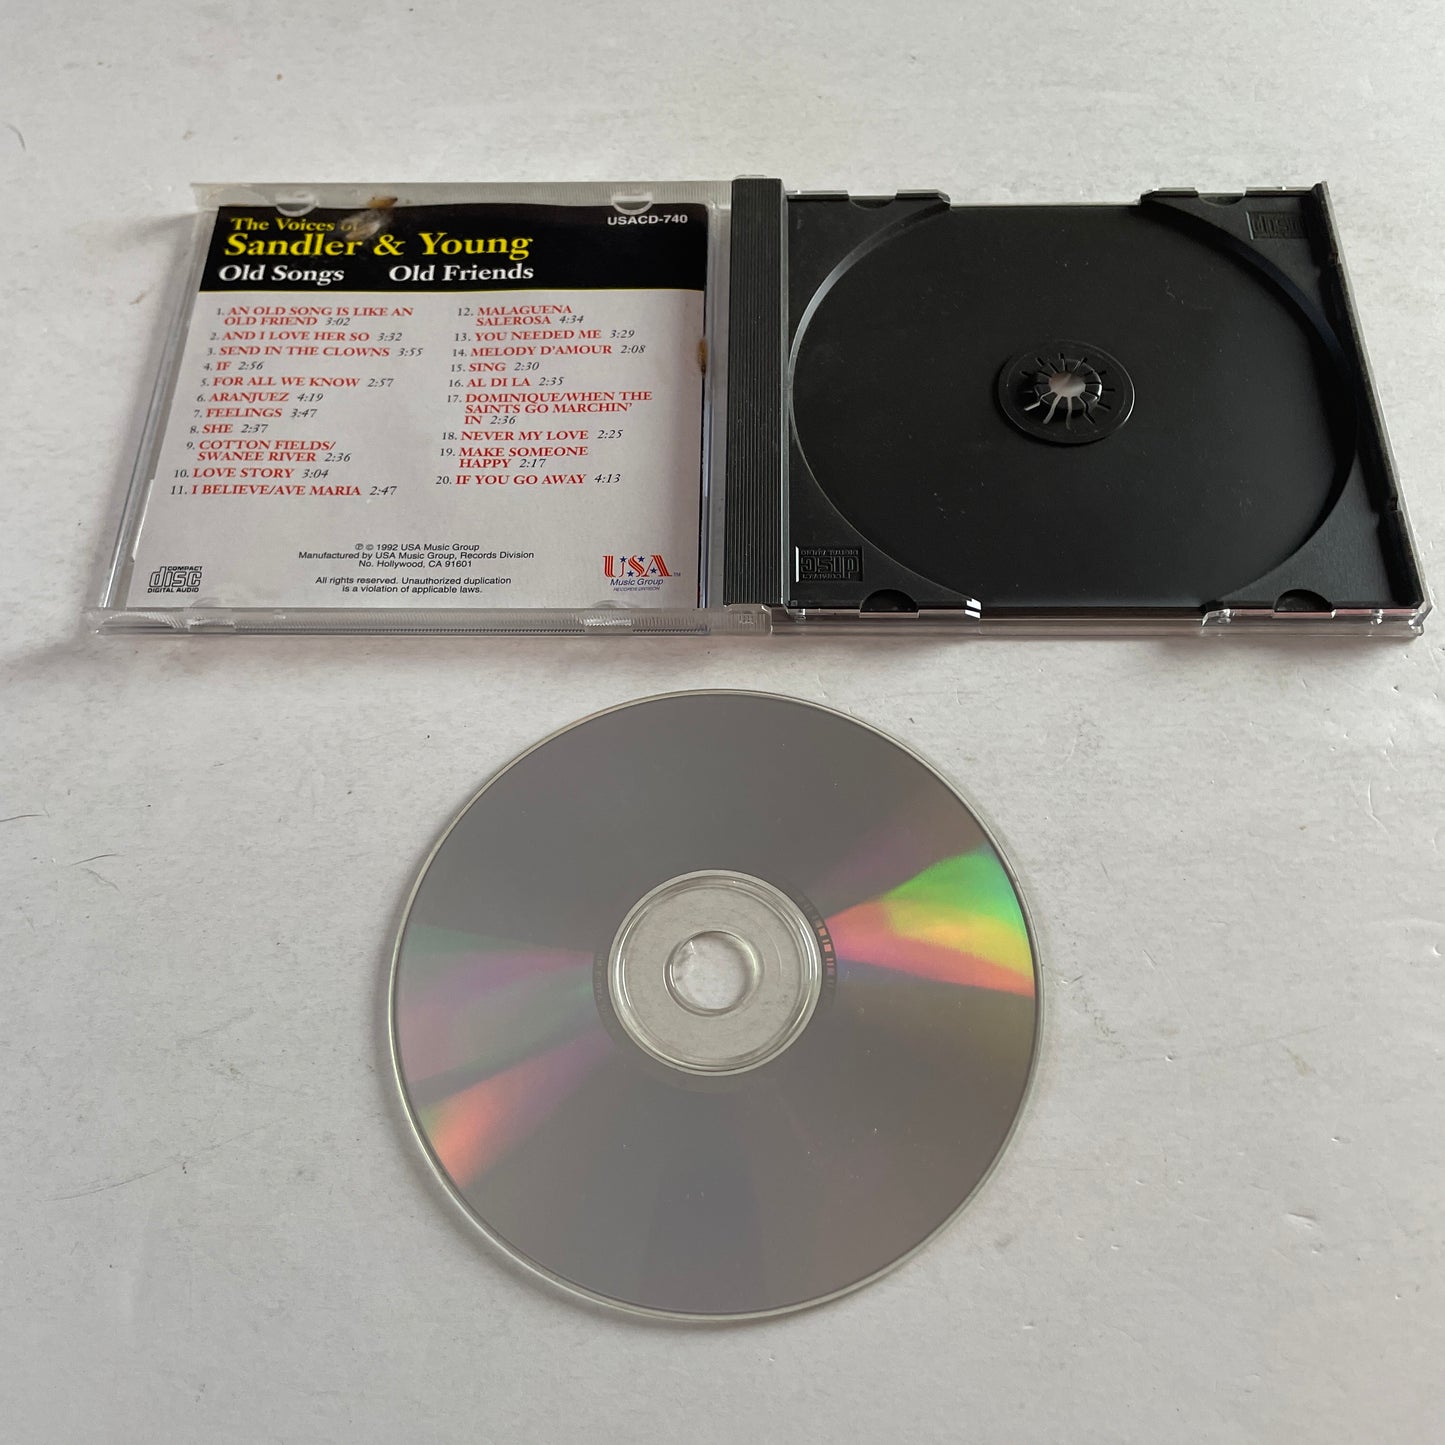 The Voices of
USACD-740
Sandler & Young
Old Songs Old Friends
1. AN OLD SONG IS LIKE AN
OLD FRIEND 3:02
2. AND I LOVE HER SO 3:32
3. SEND IN THE CLOWNS 3:55
4. IF 2:56
5. FOR ALL WE KNOW 2:57
6. ARANJUEZ 4:19
7. FEELINGS 3:47
8. SHE 2:37
9. COTTON FIELDS/
SWANEE RIVER 2:36
10. LOVE STORY 3:04
11. I BELIEVE/AVE MARIA 2:47
12. MALAGUENA
SALEROSA 4:34
13. YOU NEEDED ME 3:29
14. MELODY D'AMOUR 2:08
15. SING 2:30
16. AL DI LA 2:35
17. DOMINIQUE/WHEN THE
SAINTS GO MARCHIN'
IN 2:36
18. NEVER MY LOVE 2:25
19. MAKE SOMEONE
HAPPY 2:17
20. IF YOU GO AWAY 4:13
℗ © 1992 USA Music Group
Manufactured by USA Music Group, Records Division
No. Hollywood, CA 91601
All rights reserved. Unauthorized duplication
is a violation of applicable laws.
COMPACT
disc
DIGITAL AUDIO
USA™
Music Group
RECORDS DIVISION
disc
COMPACT
disc
DIGITAL AUDIO